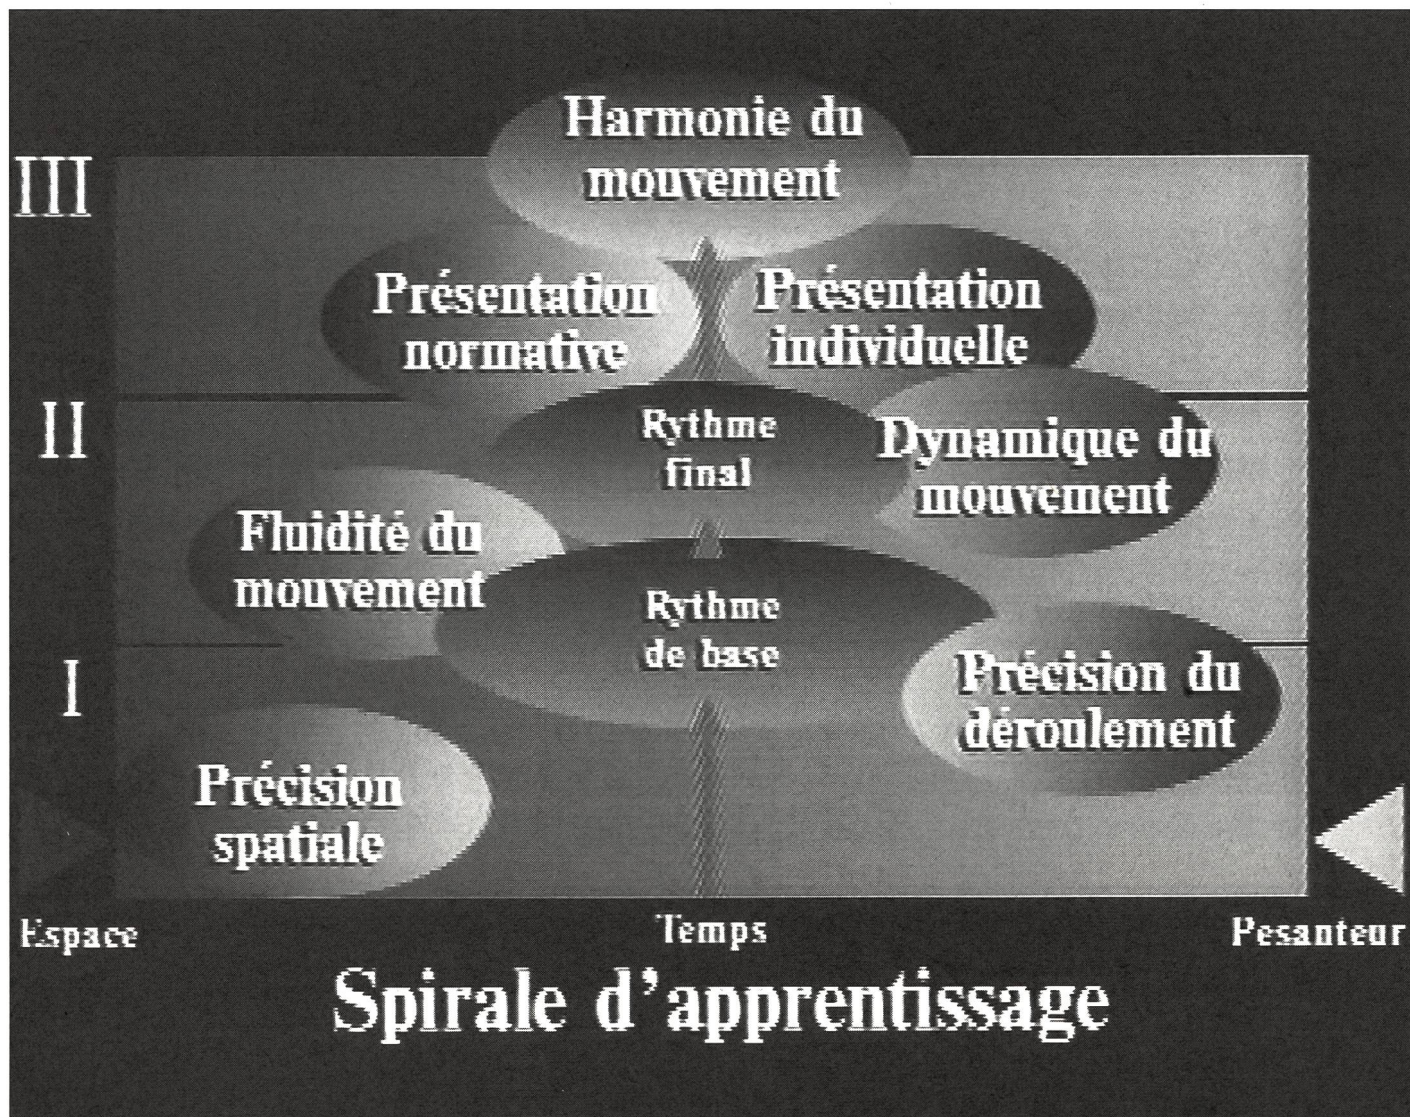 Harmonie du
mouvement
III
Présentation
normative
Présentation
individuelle
II
Rythme
final
Dynamique du
mouvement
Fluidité du
mouvement
Rythme
de base
I
Précision du
déroulement
Précision
spatiale
Espace
Temps
Pesanteur
Spirale d'apprentissage